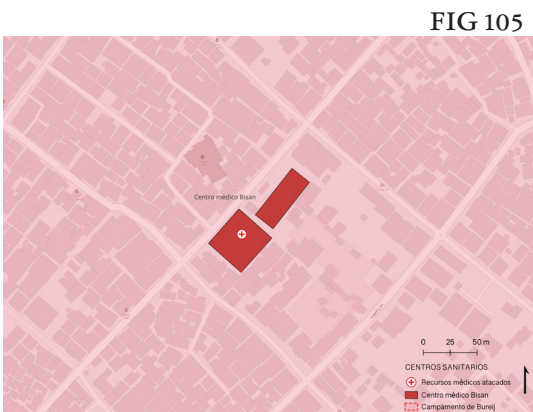 FIG 105
Centro médico Bisan
0 25 50 m
CENTROS SANITARIOS
Recursos médicos atacados
Centro médico Bisan
Campamento de Bureij